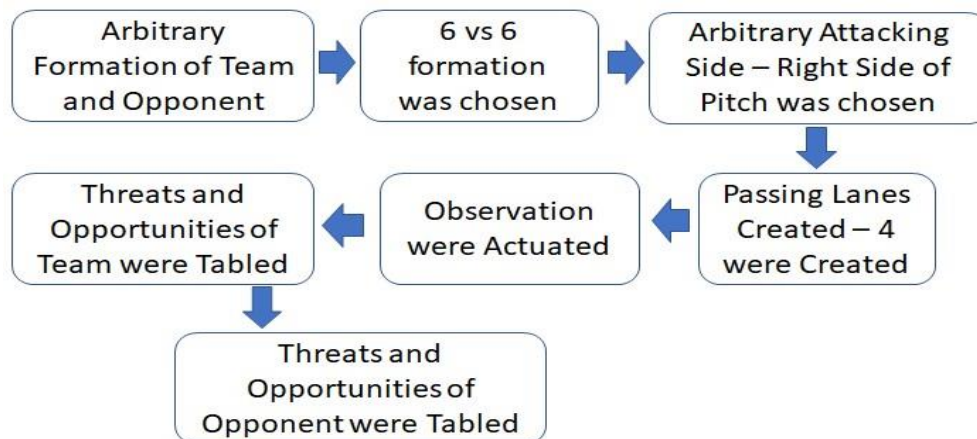 Arbitrary
Formation of Team
and Opponent
6 vs 6
formation
was chosen
Arbitrary Attacking
Side – Right Side of
Pitch was chosen
Passing Lanes
Created – 4
were Created
Observation
were Actuated
Threats and
Opportunities of
Team were Tabled
Threats and
Opportunities of
Opponent were Tabled